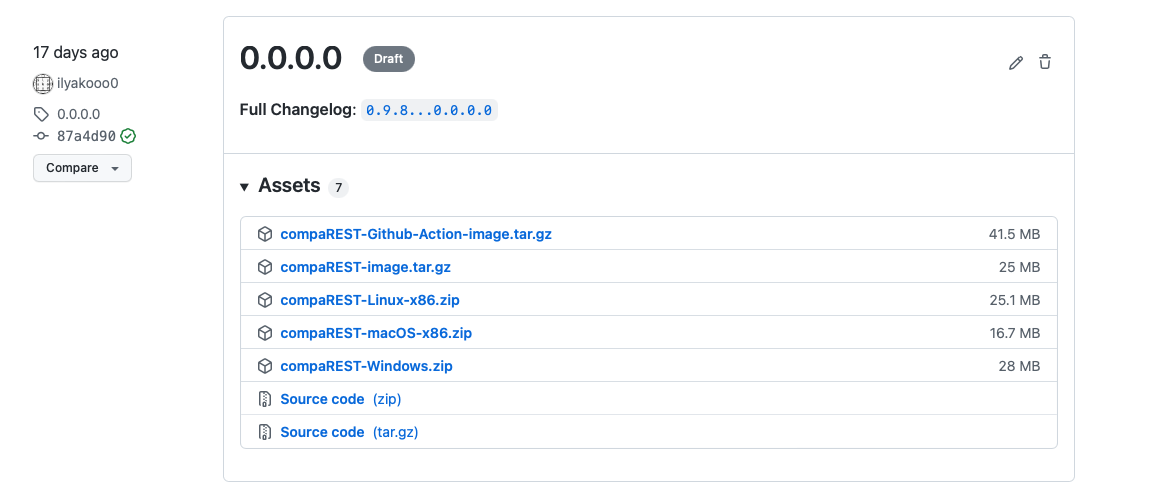 17 days ago
ilyakooo0
0.0.0.0
87a4d90
Compare
0.0.0.0 Draft
Full Changelog: 0.9.8...0.0.0.0
Assets 7
compaREST-Github-Action-image.tar.gz 41.5 MB
compaREST-image.tar.gz 25 MB
compaREST-Linux-x86.zip 25.1 MB
compaREST-macOS-x86.zip 16.7 MB
compaREST-Windows.zip 28 MB
Source code (zip)
Source code (tar.gz)